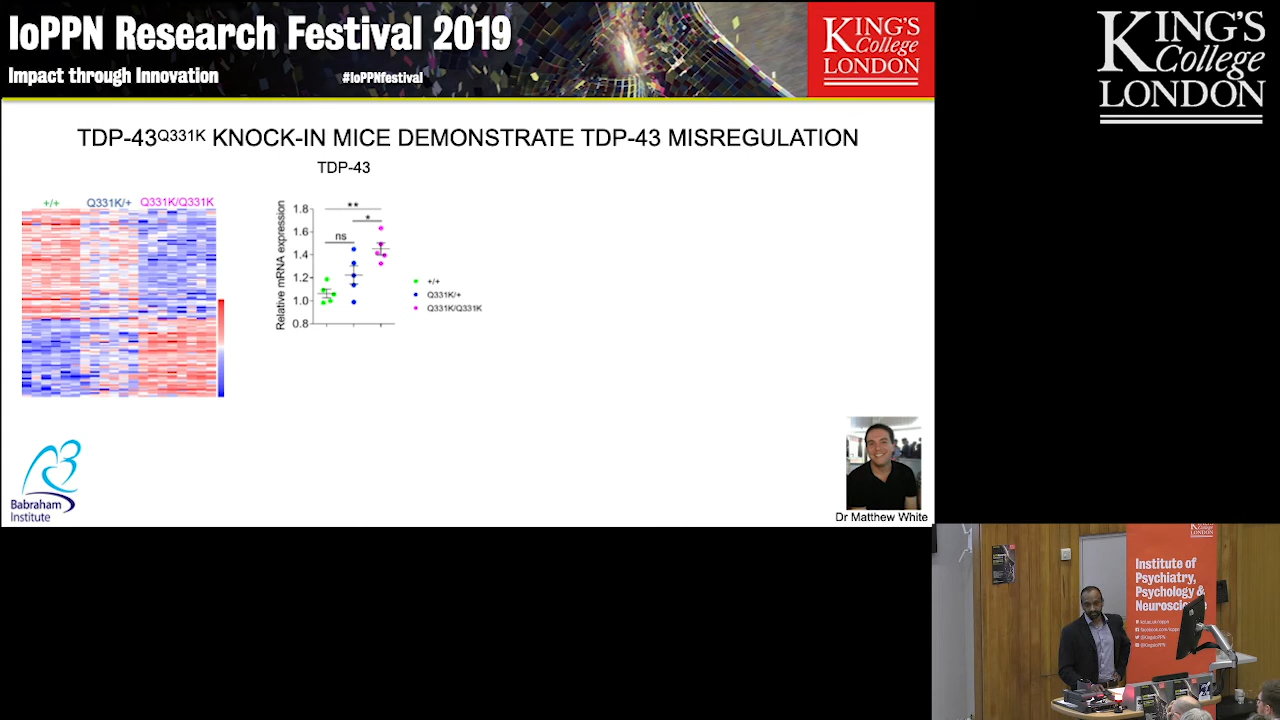 IoPPN Research Festival 2019
Impact through Innovation
#IoPPNfestival
KING'S
College
LONDON
KING'S
College
LONDON
TDP-43Q331K KNOCK-IN MICE DEMONSTRATE TDP-43 MISREGULATION
TDP-43
+/+ Q331K/+ Q331K/Q331K
Relative mRNA expression
1.8
1.6
1.4
1.2
1.0
0.8
**
*
ns
+/+
Q331K/+
Q331K/Q331K
Babraham
Institute
Dr Matthew White
LONDON
Institute of
Psychiatry,
Psychology &
Neuroscie